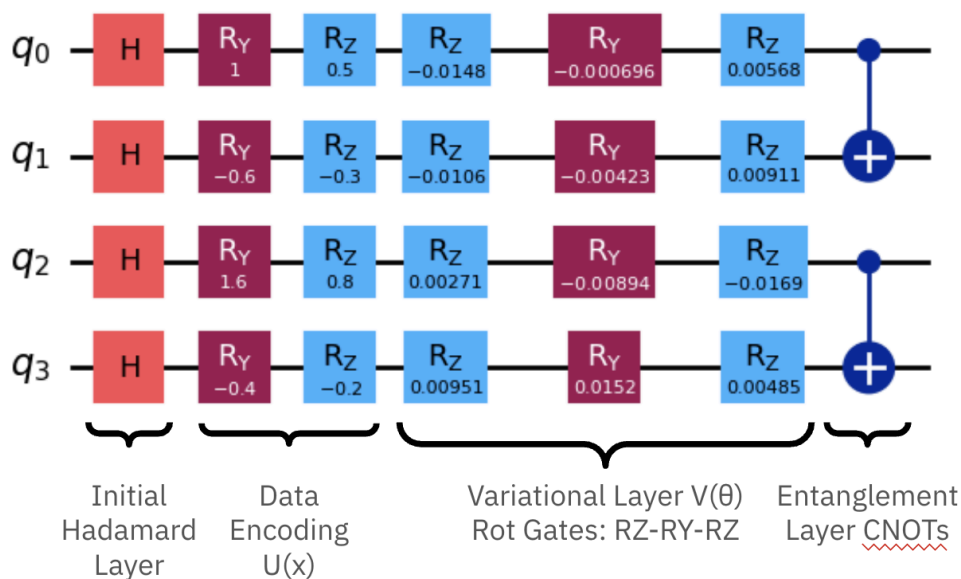 q0 H RY RZ RZ RY RZ
1 0.5 −0.0148 −0.000696 0.00568
q1 H RY RZ RZ RY RZ
−0.6 −0.3 −0.0106 −0.00423 0.00911
q2 H RY RZ RZ RY RZ
1.6 0.8 0.00271 −0.00894 −0.0169
q3 H RY RZ RZ RY RZ
−0.4 −0.2 0.00951 0.0152 0.00485
Initial
Hadamard
Layer
Data
Encoding
U(x)
Variational Layer V(θ)
Rot Gates: RZ-RY-RZ
Entanglement
Layer CNOTs